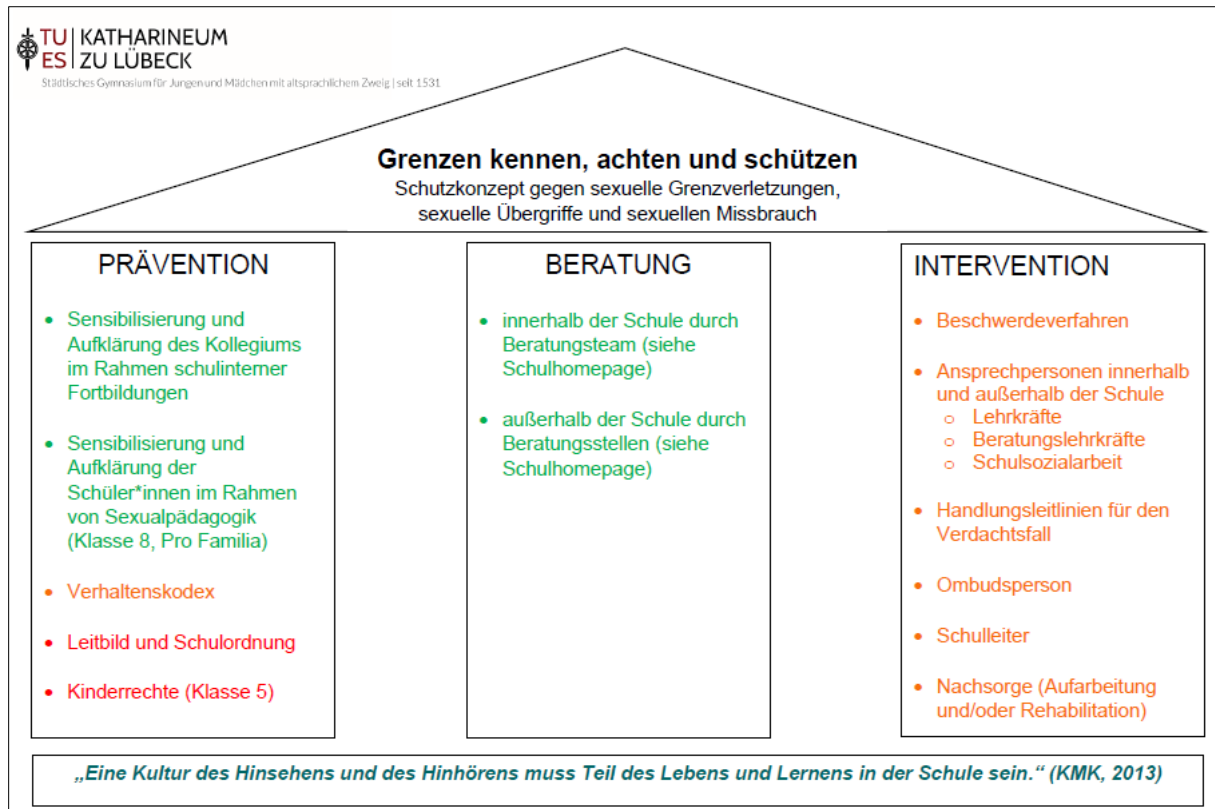 TU KATHARINEUM
ES ZU LÜBECK
Städtisches Gymnasium für Jungen und Mädchen mit altsprachlichem Zweig | seit 1531
Grenzen kennen, achten und schützen
Schutzkonzept gegen sexuelle Grenzverletzungen,
sexuelle Übergriffe und sexuellen Missbrauch
PRÄVENTION
• Sensibilisierung und
Aufklärung des Kollegiums
im Rahmen schulinterner
Fortbildungen
• Sensibilisierung und
Aufklärung der
Schüler*innen im Rahmen
von Sexualpädagogik
(Klasse 8, Pro Familia)
• Verhaltenskodex
• Leitbild und Schulordnung
• Kinderrechte (Klasse 5)
BERATUNG
• innerhalb der Schule durch
Beratungsteam (siehe
Schulhomepage)
• außerhalb der Schule durch
Beratungsstellen (siehe
Schulhomepage)
INTERVENTION
• Beschwerdeverfahren
• Ansprechpersonen innerhalb
und außerhalb der Schule
o Lehrkräfte
o Beratungslehrkräfte
o Schulsozialarbeit
• Handlungsleitlinien für den
Verdachtsfall
• Ombudsperson
• Schulleiter
• Nachsorge (Aufarbeitung
und/oder Rehabilitation)
„Eine Kultur des Hinsehens und des Hinhörens muss Teil des Lebens und Lernens in der Schule sein.“ (KMK, 2013)